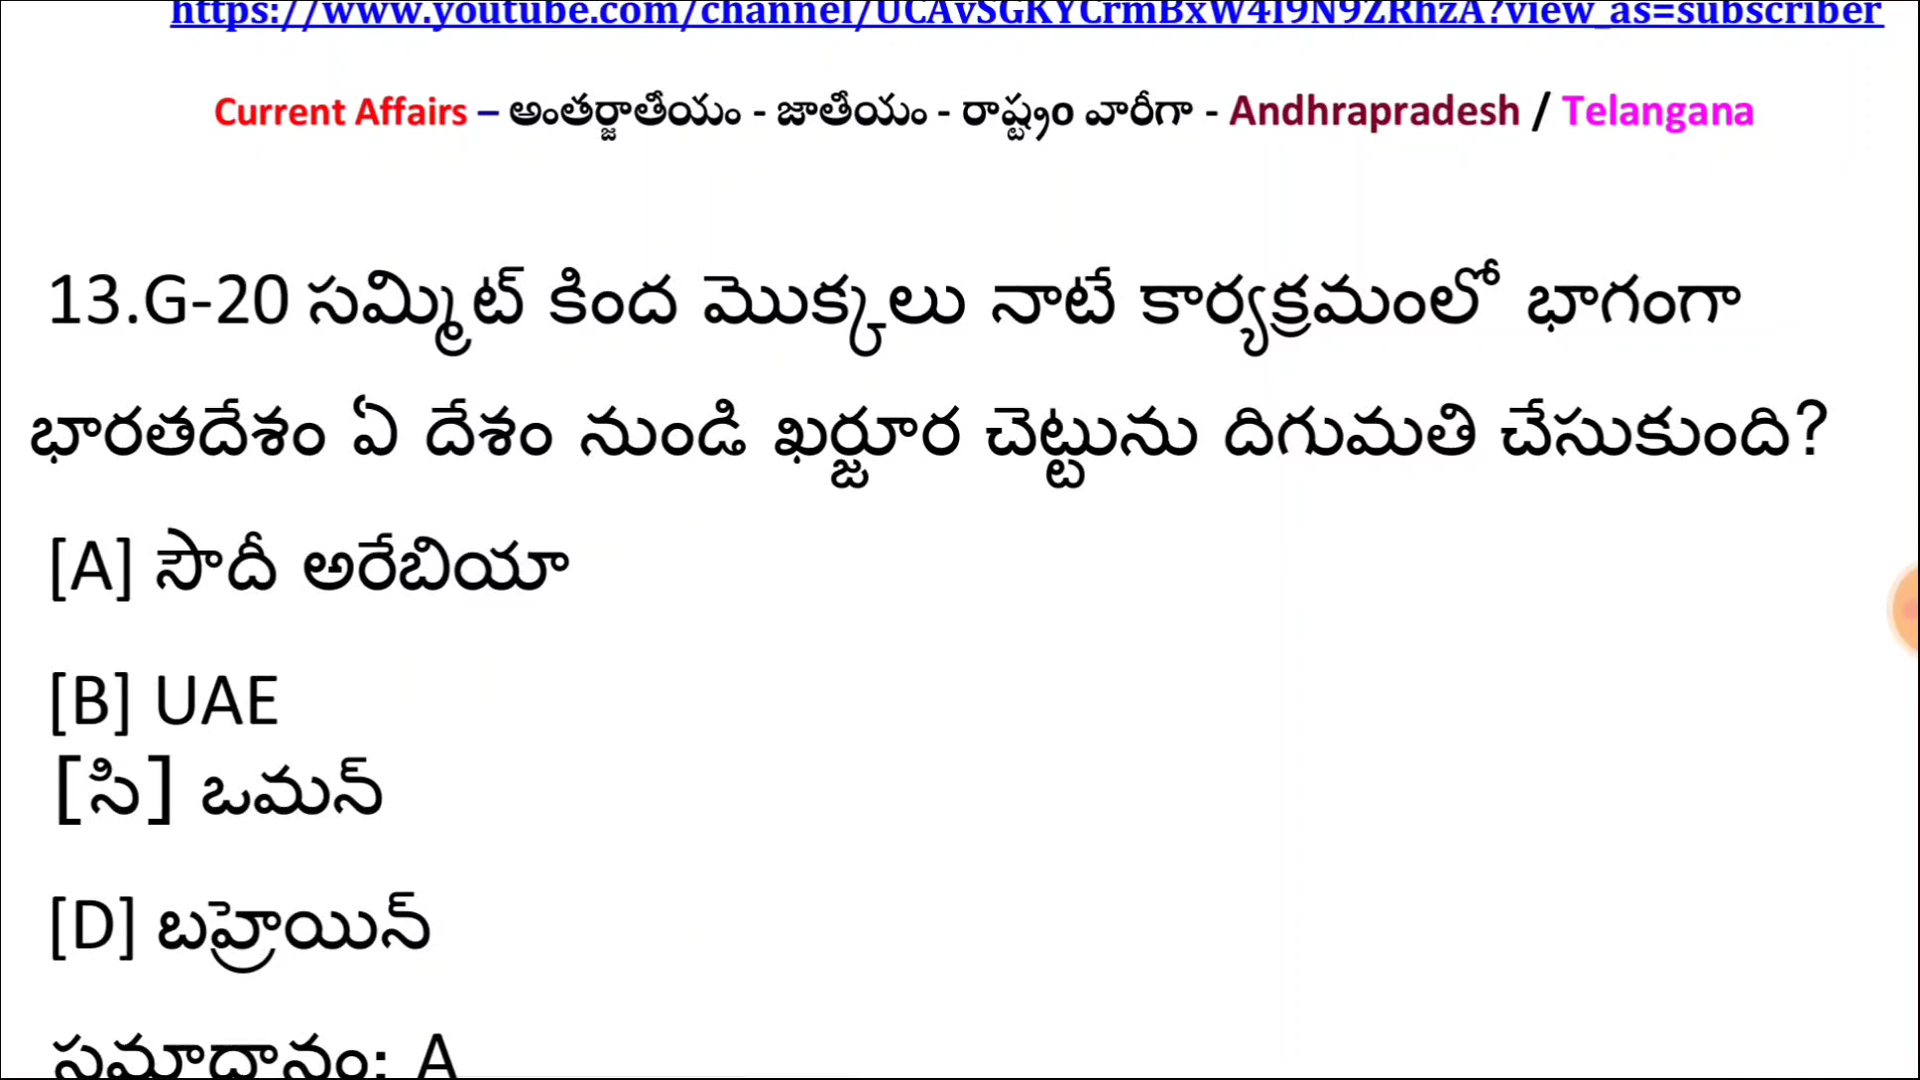 https://www.youtube.com/channel/UCAvSGKYCrmBxW4I9N9ZRhzA?view_as=subscriber
Current Affairs – అంతర్జాతీయం - జాతీయం - రాష్ట్రం వారీగా - Andhrapradesh / Telangana
13.G-20 సమ్మిట్ కింద మొక్కలు నాటే కార్యక్రమంలో భాగంగా
భారతదేశం ఏ దేశం నుండి ఖర్జూర చెట్టును దిగుమతి చేసుకుంది?
[A] సౌదీ అరేబియా
[B] UAE
[సి] ఒమన్
[D] బహ్రెయిన్
సమాధానం: A